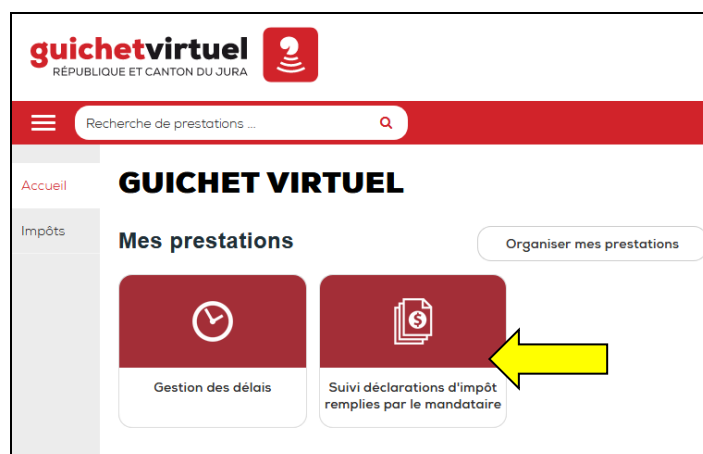 guichetvirtuel
RÉPUBLIQUE ET CANTON DU JURA
Recherche de prestations ...
Accueil
GUICHET VIRTUEL
Impôts
Mes prestations
Organiser mes prestations
Gestion des délais
Suivi déclarations d'impôt
remplies par le mandataire